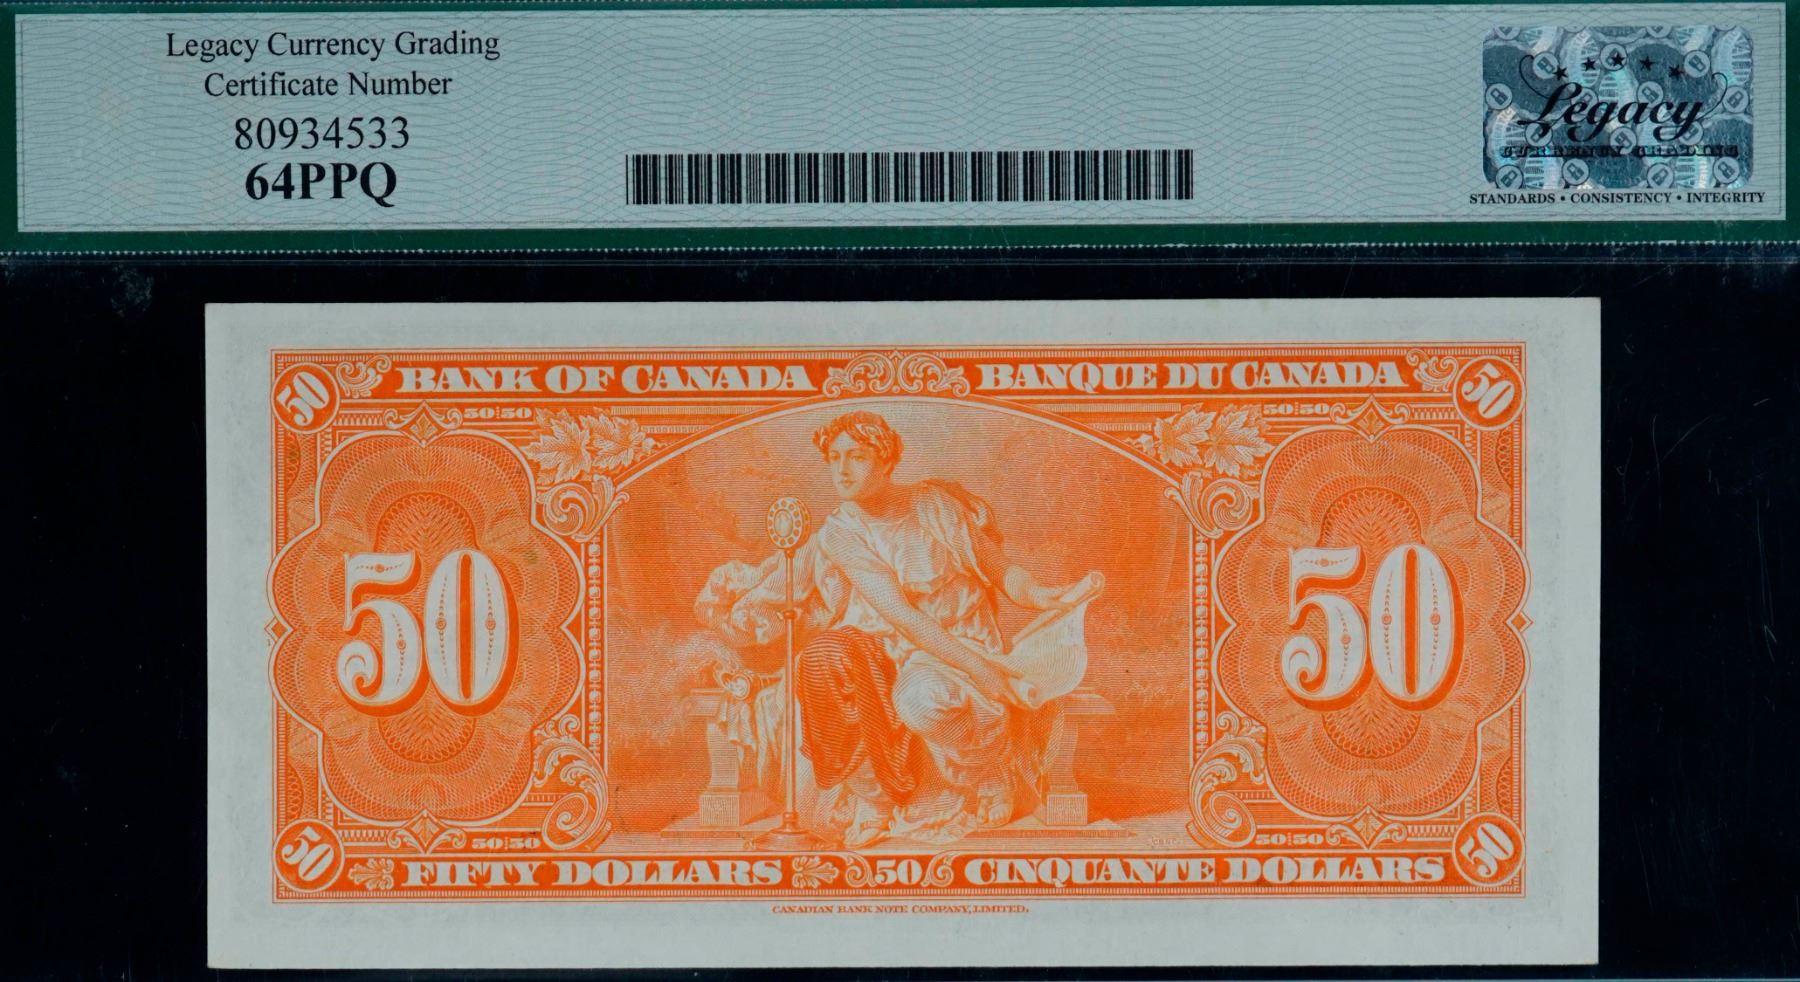 Legacy Currency Grading
Certificate Number
80934533
64PPQ
Legacy
CURRENCY GRADING
STANDARDS • CONSISTENCY • INTEGRITY
50 BANK OF CANADA BANQUE DU CANADA 50
50 50 50 50
50 50
50 50 50 50
50 FIFTY DOLLARS 50 CINQUANTE DOLLARS 50
CANADIAN BANK NOTE COMPANY, LIMITED.